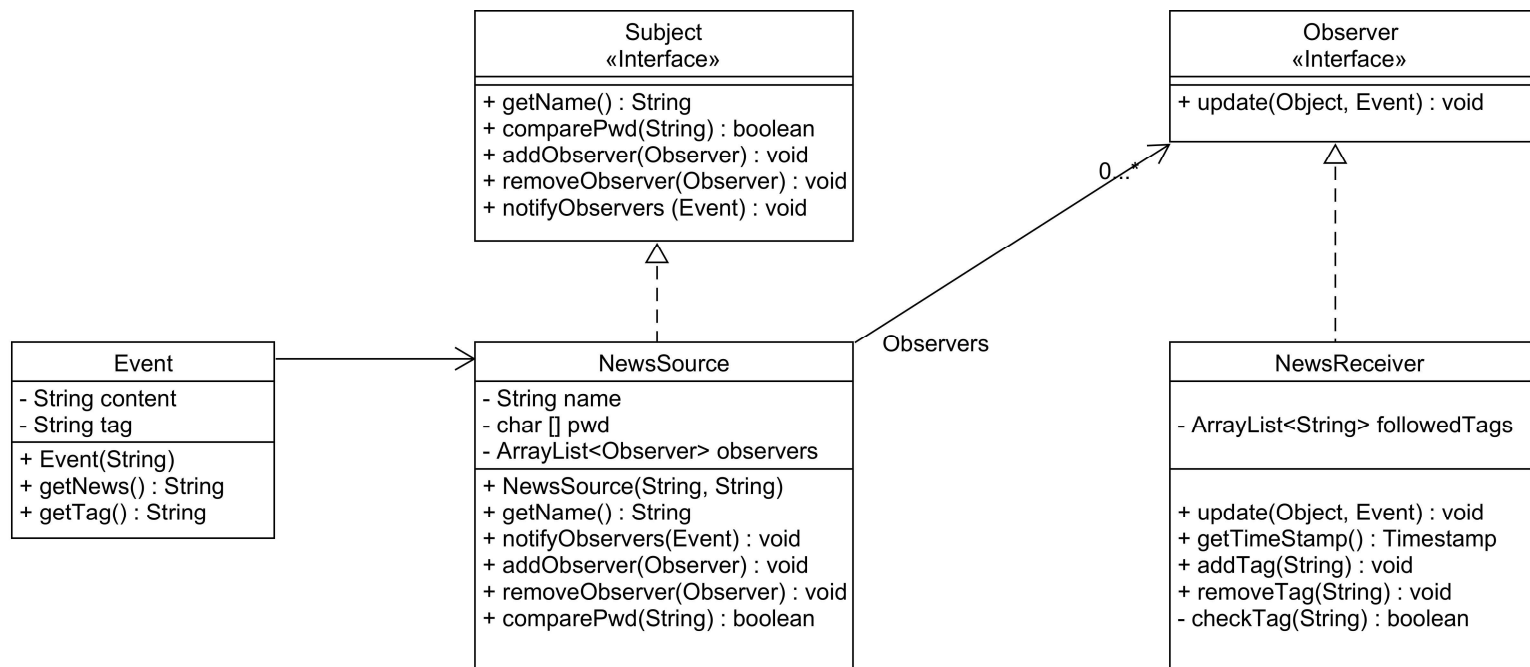 Subject
«Interface»
+ getName() : String
+ comparePwd(String) : boolean
+ addObserver(Observer) : void
+ removeObserver(Observer) : void
+ notifyObservers (Event) : void
Observer
«Interface»
+ update(Object, Event) : void
0...*
Observers
Event
- String content
- String tag
+ Event(String)
+ getNews() : String
+ getTag() : String
NewsSource
- String name
- char [] pwd
- ArrayList<Observer> observers
+ NewsSource(String, String)
+ getName() : String
+ notifyObservers(Event) : void
+ addObserver(Observer) : void
+ removeObserver(Observer) : void
+ comparePwd(String) : boolean
NewsReceiver
- ArrayList<String> followedTags
+ update(Object, Event) : void
+ getTimeStamp() : Timestamp
+ addTag(String) : void
+ removeTag(String) : void
- checkTag(String) : boolean